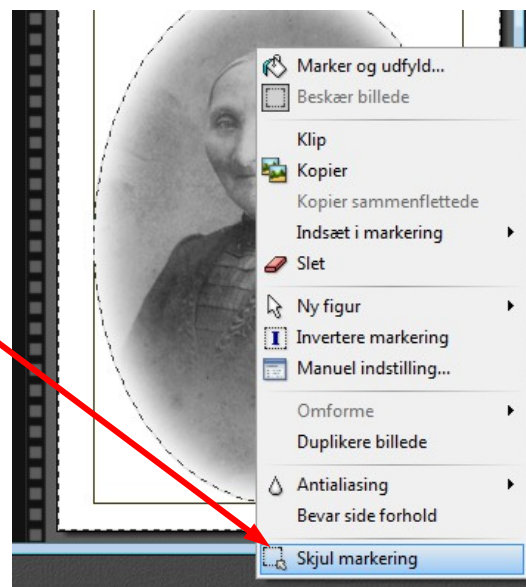 Marker og udfyld...
Beskær billede
Klip
Kopier
Kopier sammenflettede
Indsæt i markering
Slet
Ny figur
Invertere markering
Manuel indstilling...
Omforme
Duplikere billede
Antialiasing
Bevar side forhold
Skjul markering